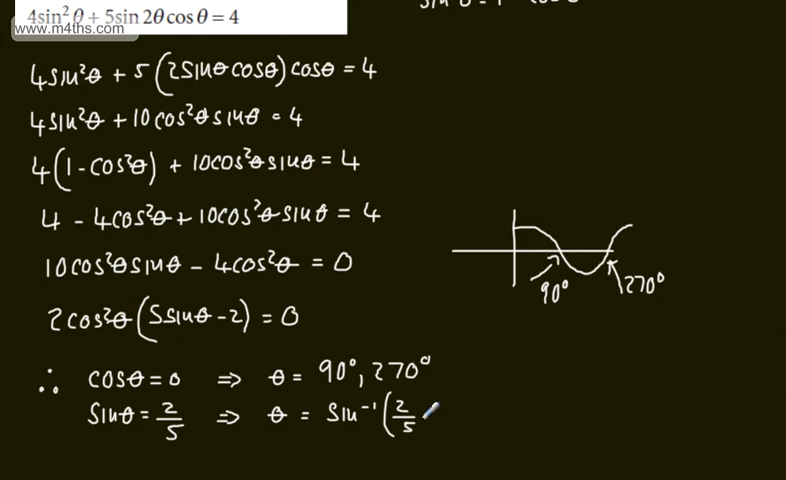 4sin² θ + 5sin 2θ cos θ = 4
www.m4ths.com
4sin²θ + 5(2sinθcosθ)cosθ = 4
4sin²θ + 10cos²θsinθ = 4
4(1 - cos²θ) + 10cos²θsinθ = 4
4 - 4cos²θ + 10cos²θsinθ = 4
10cos²θsinθ - 4cos²θ = 0
2cos²θ(5sinθ - 2) = 0
90° 270°
∴ cosθ = 0 ⇒ θ = 90°, 270°
sinθ = 2/5 ⇒ θ = sin⁻¹(2/5